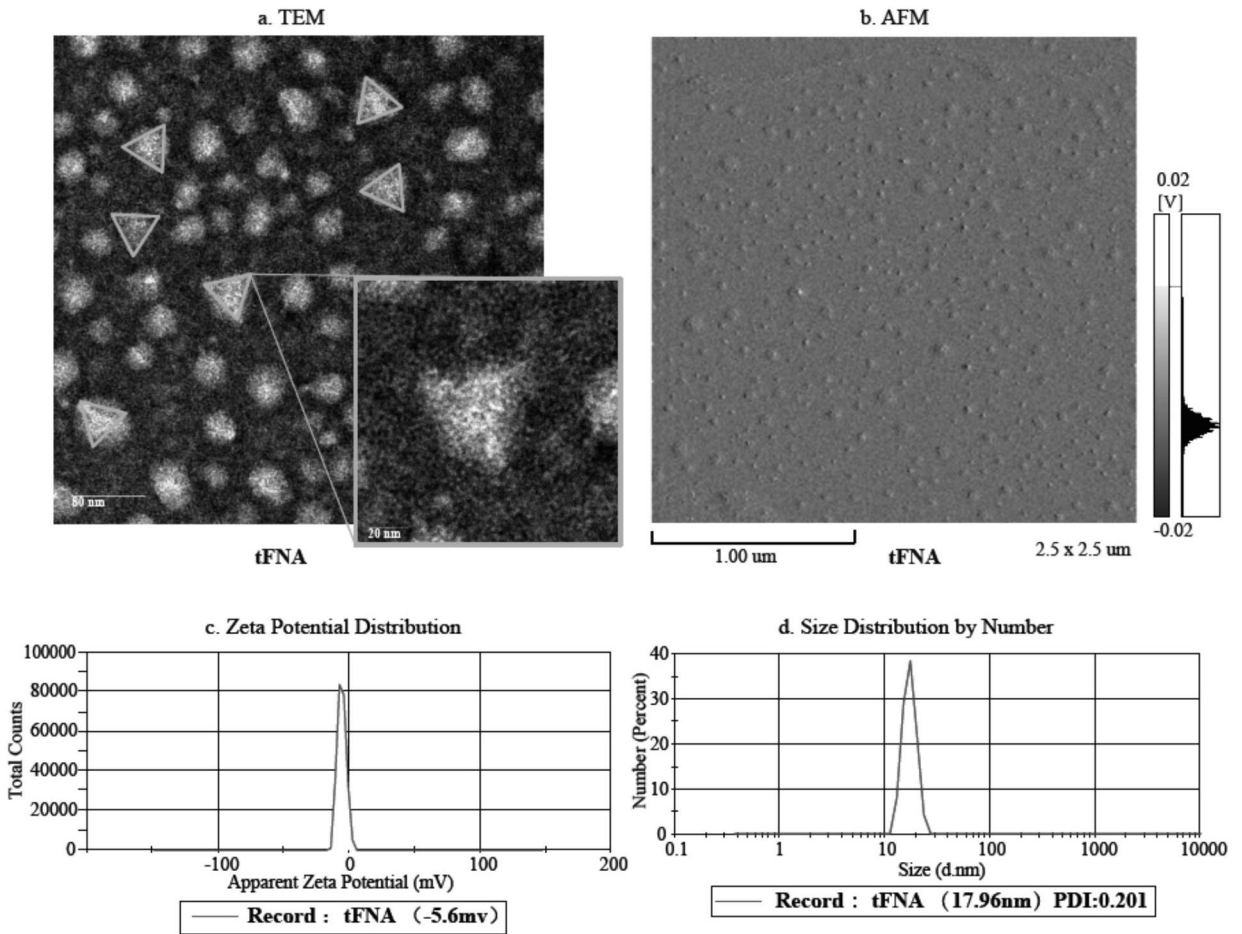 a. TEM
b. AFM
80 nm
20 nm
tFNA
0.02
[V]
-0.02
1.00 um
tFNA
2.5 x 2.5 um
c. Zeta Potential Distribution
100000
80000
60000
40000
20000
0
Total Counts
-100
0
100
200
Apparent Zeta Potential (mV)
Record : tFNA （-5.6mv）
d. Size Distribution by Number
40
30
20
10
0
Number (Percent)
0.1
1
10
100
1000
10000
Size (d.nm)
Record : tFNA （17.96nm）PDI:0.201